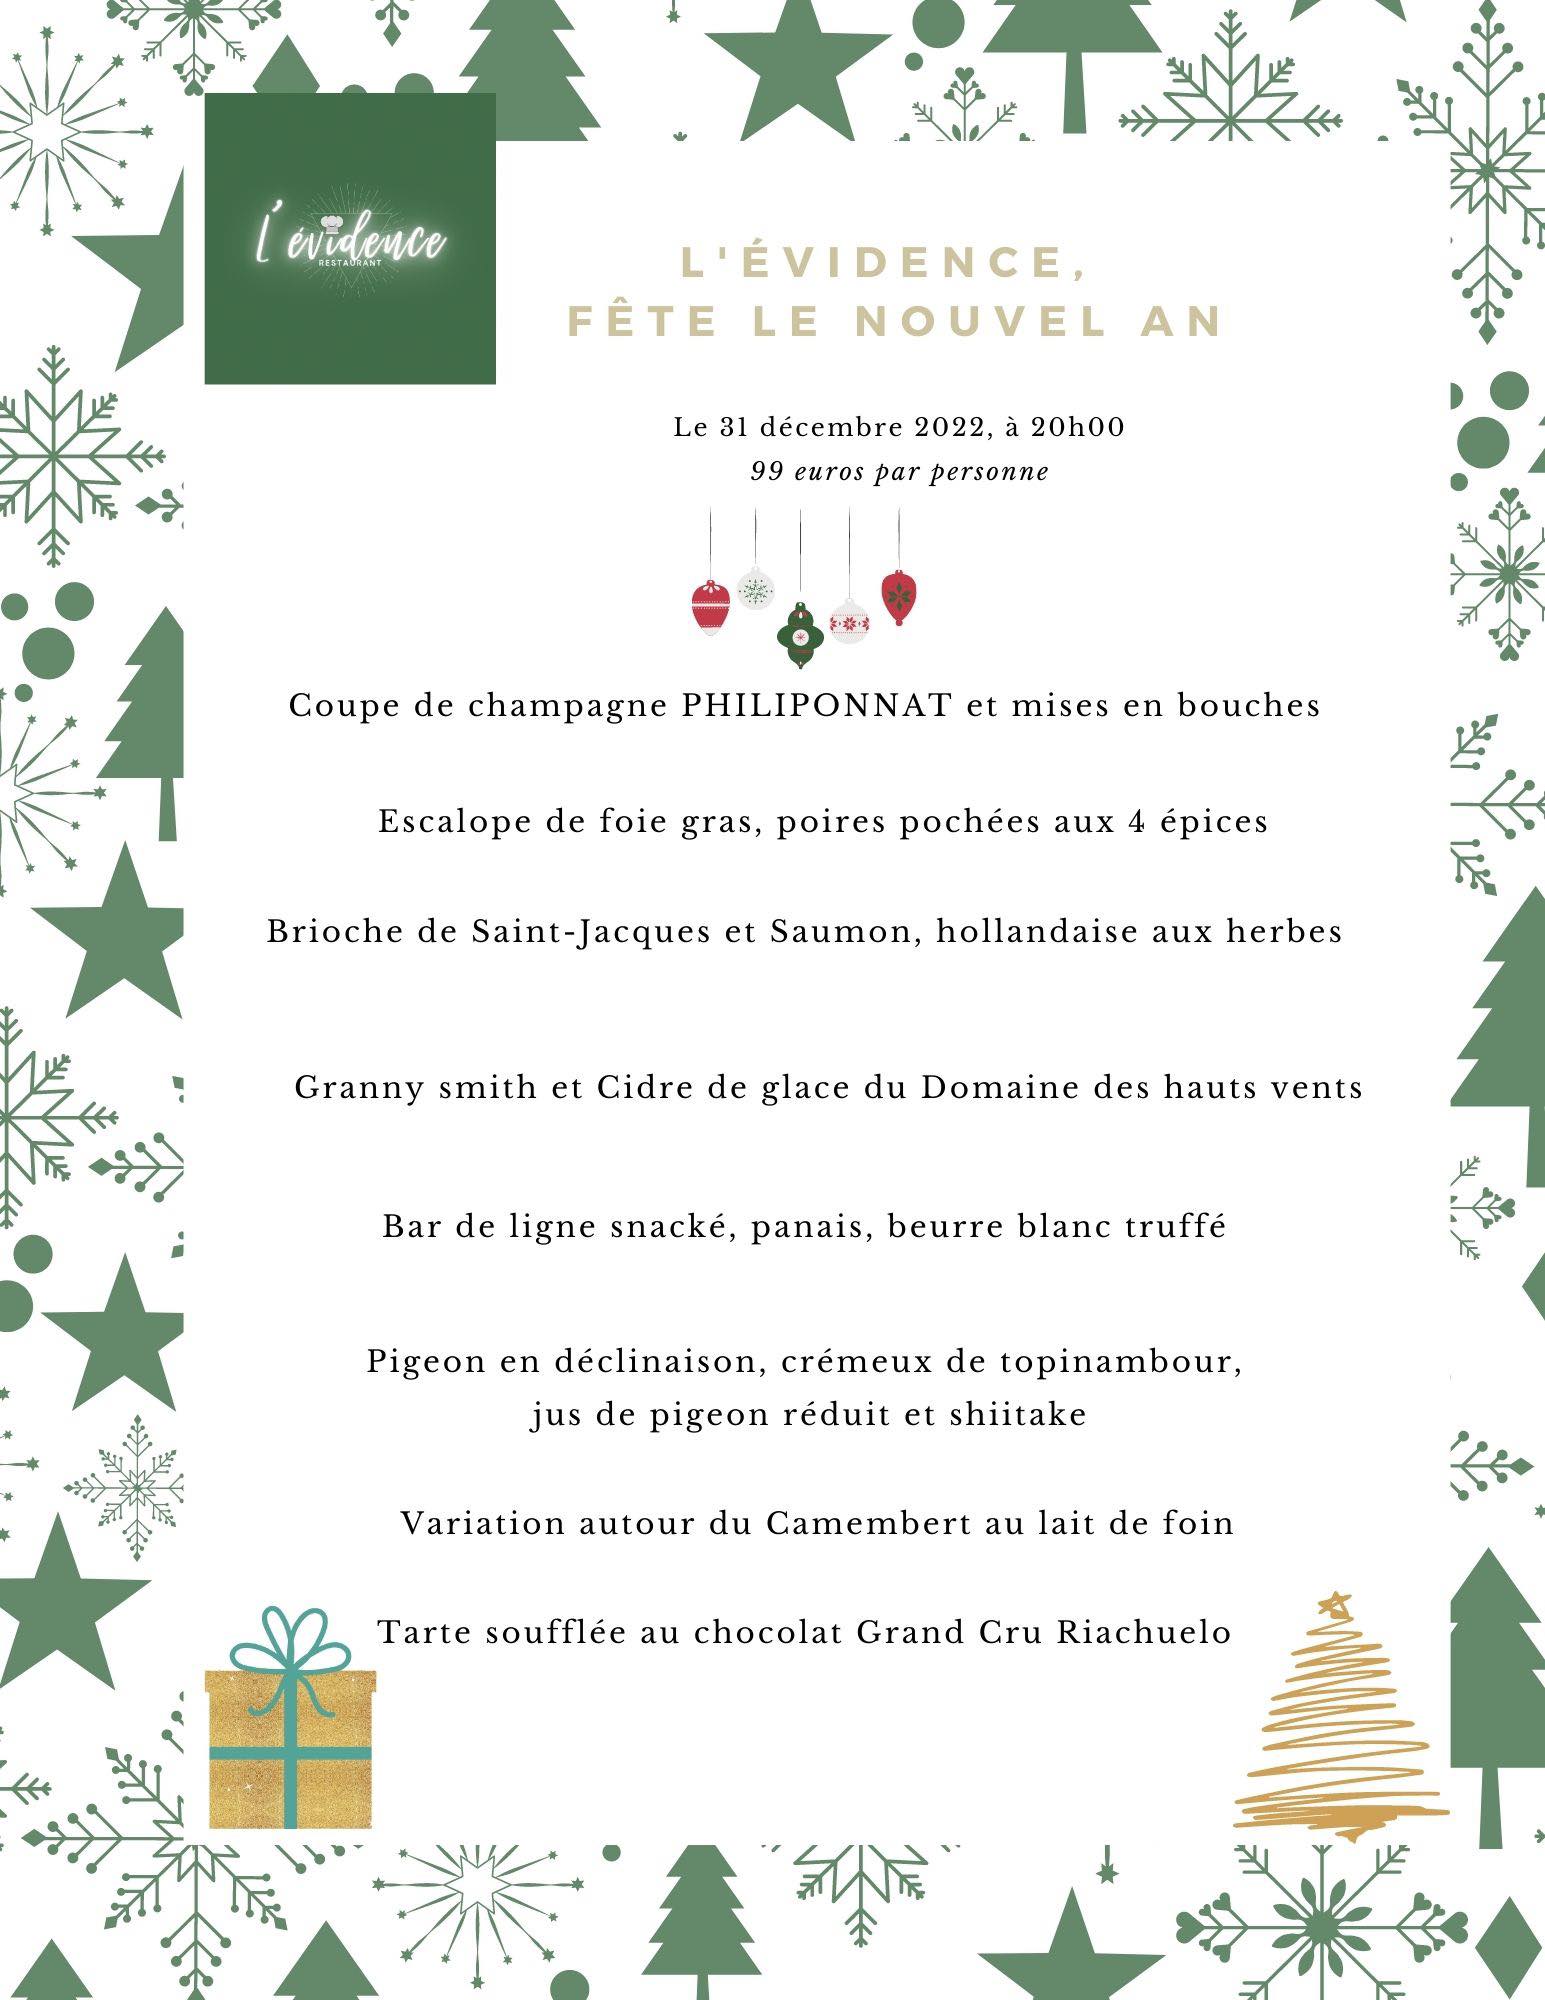 L'évidence
RESTAURANT
L'ÉVIDENCE,
FÊTE LE NOUVEL AN
Le 31 décembre 2022, à 20h00
99 euros par personne
Coupe de champagne PHILIPONNAT et mises en bouches
Escalope de foie gras, poires pochées aux 4 épices
Brioche de Saint-Jacques et Saumon, hollandaise aux herbes
Granny smith et Cidre de glace du Domaine des hauts vents
Bar de ligne snacké, panais, beurre blanc truffé
Pigeon en déclinaison, crémeux de topinambour,
jus de pigeon réduit et shiitake
Variation autour du Camembert au lait de foin
Tarte soufflée au chocolat Grand Cru Riachuelo